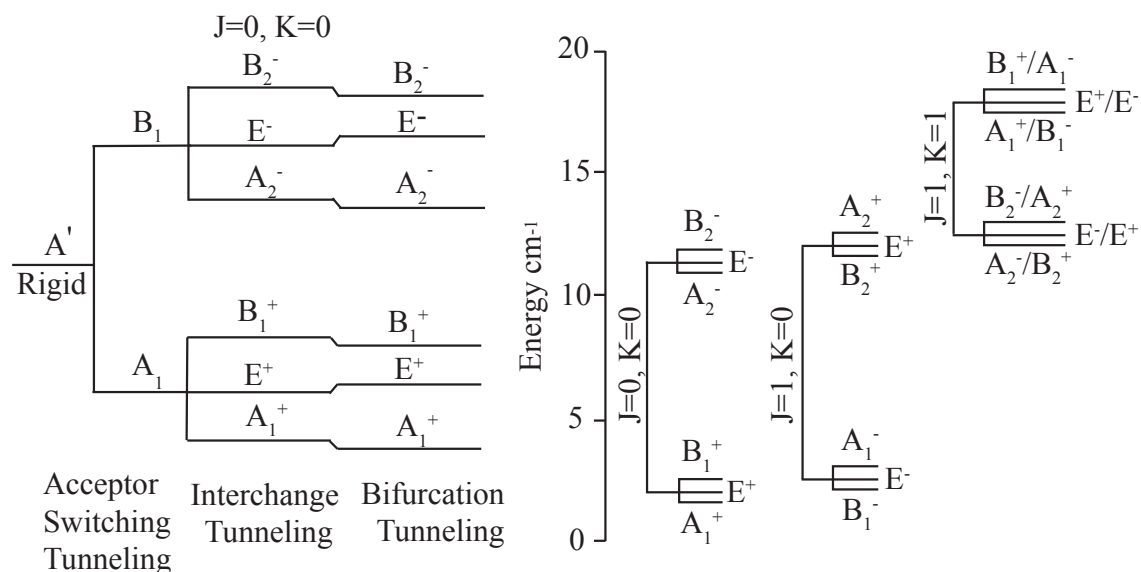 J=0, K=0
B₂⁻
B₂⁻
B₁
E⁻
E⁻
A₂⁻
A₂⁻
A'
Rigid
B₁⁺
B₁⁺
A₁
E⁺
E⁺
A₁⁺
A₁⁺
Acceptor
Switching
Tunneling
Interchange
Tunneling
Bifurcation
Tunneling
Energy cm⁻¹
20
15
10
5
0
J=0, K=0
B₂⁻
E⁻
A₂⁻
B₁⁺
E⁺
A₁⁺
J=1, K=0
A₂⁺
E⁺
B₂⁺
A₁⁻
E⁻
B₁⁻
J=1, K=1
B₁⁺/A₁⁻
E⁺/E⁻
A₁⁺/B₁⁻
B₂⁻/A₂⁺
E⁻/E⁺
A₂⁻/B₂⁺